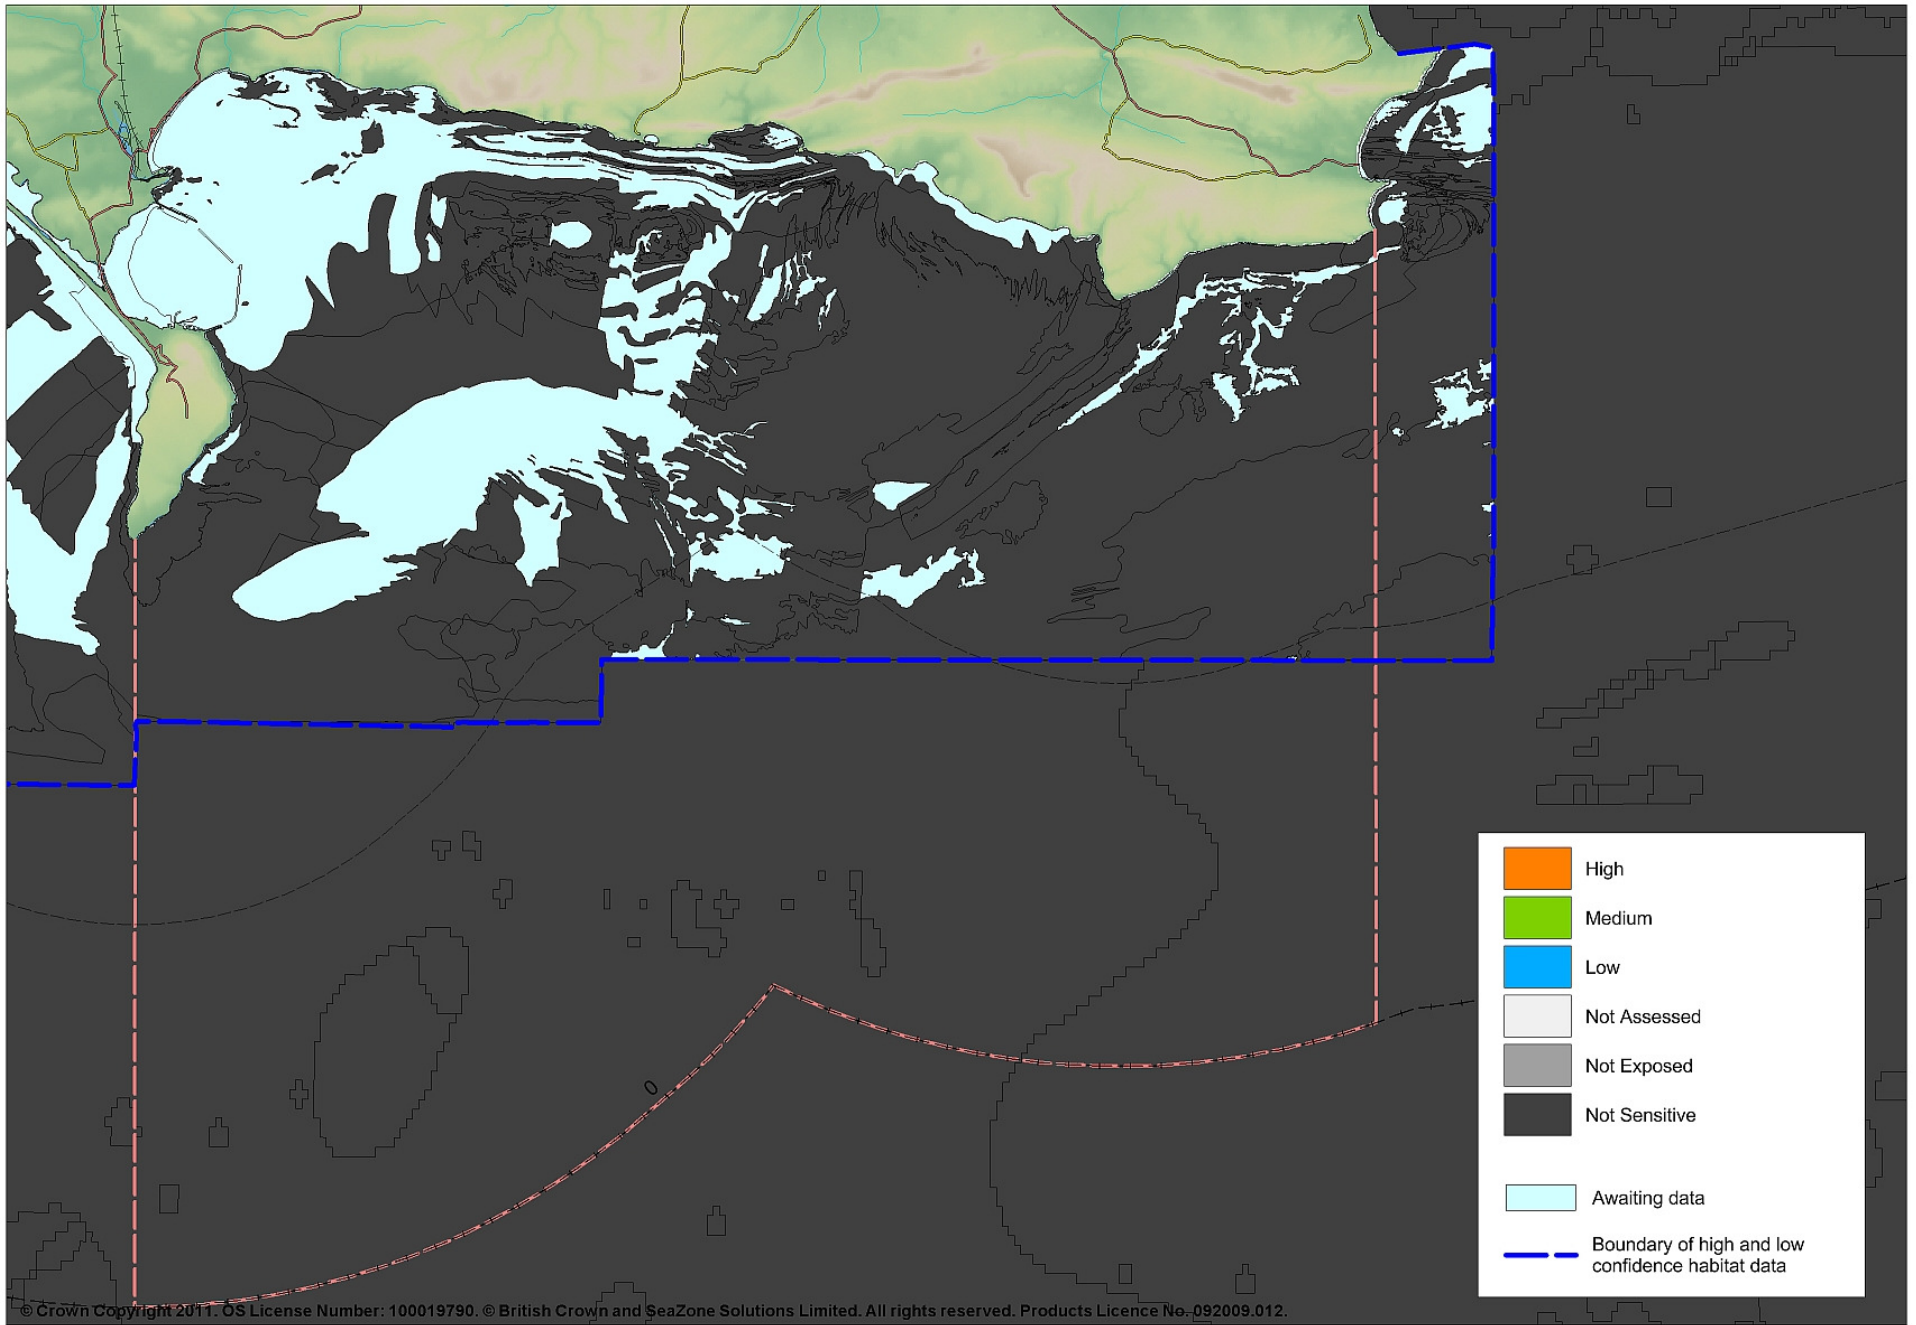 High
Medium
Low
Not Assessed
Not Exposed
Not Sensitive
Awaiting data
Boundary of high and low
confidence habitat data
0
© Crown Copyright 2011. OS License Number: 100019790. © British Crown and SeaZone Solutions Limited. All rights reserved. Products Licence No. 092009.012.